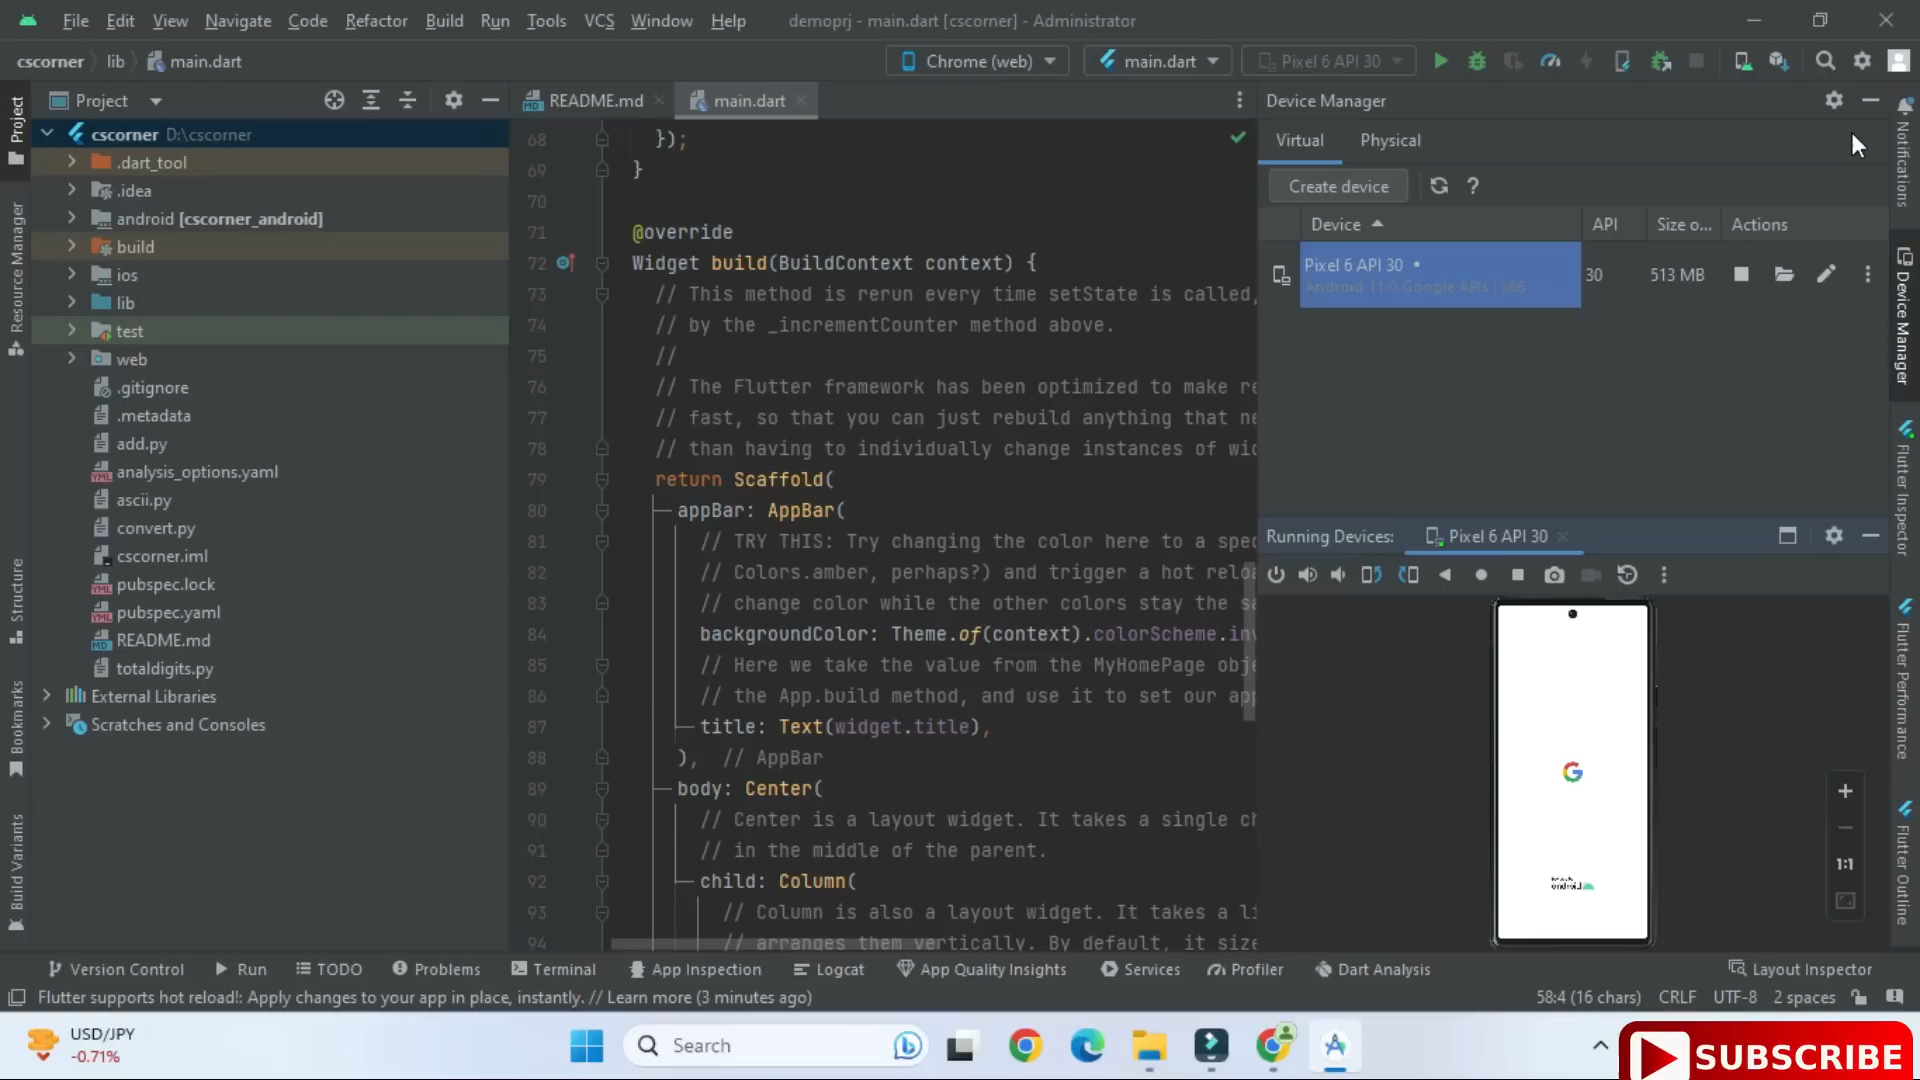 File Edit View Navigate Code Refactor Build Run Tools VCS Window Help demoprj - main.dart [cscorner] - Administrator
cscorner lib main.dart Chrome (web) main.dart Pixel 6 API 30
Project README.md main.dart Device Manager
cscorner D:\cscorner
.dart_tool
.idea
android [cscorner_android]
build
ios
lib
test
web
.gitignore
.metadata
add.py
analysis_options.yaml
ascii.py
convert.py
cscorner.iml
pubspec.lock
pubspec.yaml
README.md
totaldigits.py
External Libraries
Scratches and Consoles
Project
Resource Manager
Structure
Bookmarks
Build Variants
68 });
69 }
70
71 @override
72 Widget build(BuildContext context) {
73 // This method is rerun every time setState is called,
74 // by the _incrementCounter method above.
75 //
76 // The Flutter framework has been optimized to make re
77 // fast, so that you can just rebuild anything that ne
78 // than having to individually change instances of wid
79 return Scaffold(
80 appBar: AppBar(
81 // TRY THIS: Try changing the color here to a spec
82 // Colors.amber, perhaps?) and trigger a hot reloa
83 // change color while the other colors stay the sa
84 backgroundColor: Theme.of(context).colorScheme.inv
85 // Here we take the value from the MyHomePage obje
86 // the App.build method, and use it to set our app
87 title: Text(widget.title),
88 ), // AppBar
89 body: Center(
90 // Center is a layout widget. It takes a single ch
91 // in the middle of the parent.
92 child: Column(
93 // Column is also a layout widget. It takes a li
94 // arranges them vertically. By default, it size
Virtual Physical
Create device ?
Device API Size o... Actions
Pixel 6 API 30 30 513 MB
Android 11.0 Google APIs | x86
Running Devices: Pixel 6 API 30
android
1:1
Notifications
Device Manager
Flutter Inspector
Flutter Performance
Flutter Outline
Version Control Run TODO Problems Terminal App Inspection Logcat App Quality Insights Services Profiler Dart Analysis Layout Inspector
Flutter supports hot reload!: Apply changes to your app in place, instantly. // Learn more (3 minutes ago) 58:4 (16 chars) CRLF UTF-8 2 spaces
USD/JPY
-0.71%
Search
SUBSCRIBE